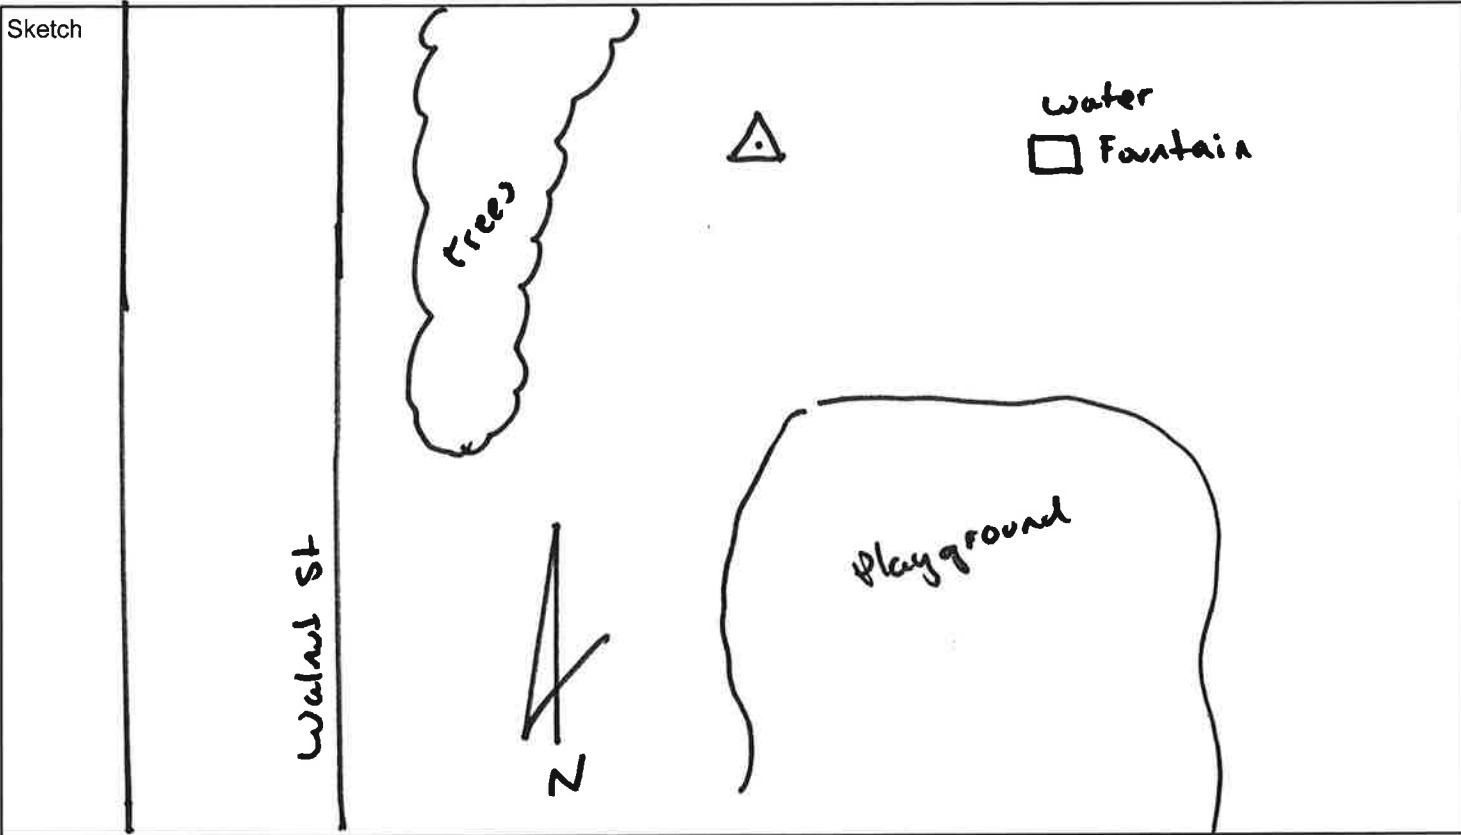 Sketch
water
Fountain
trees
playground
Walnut St
N